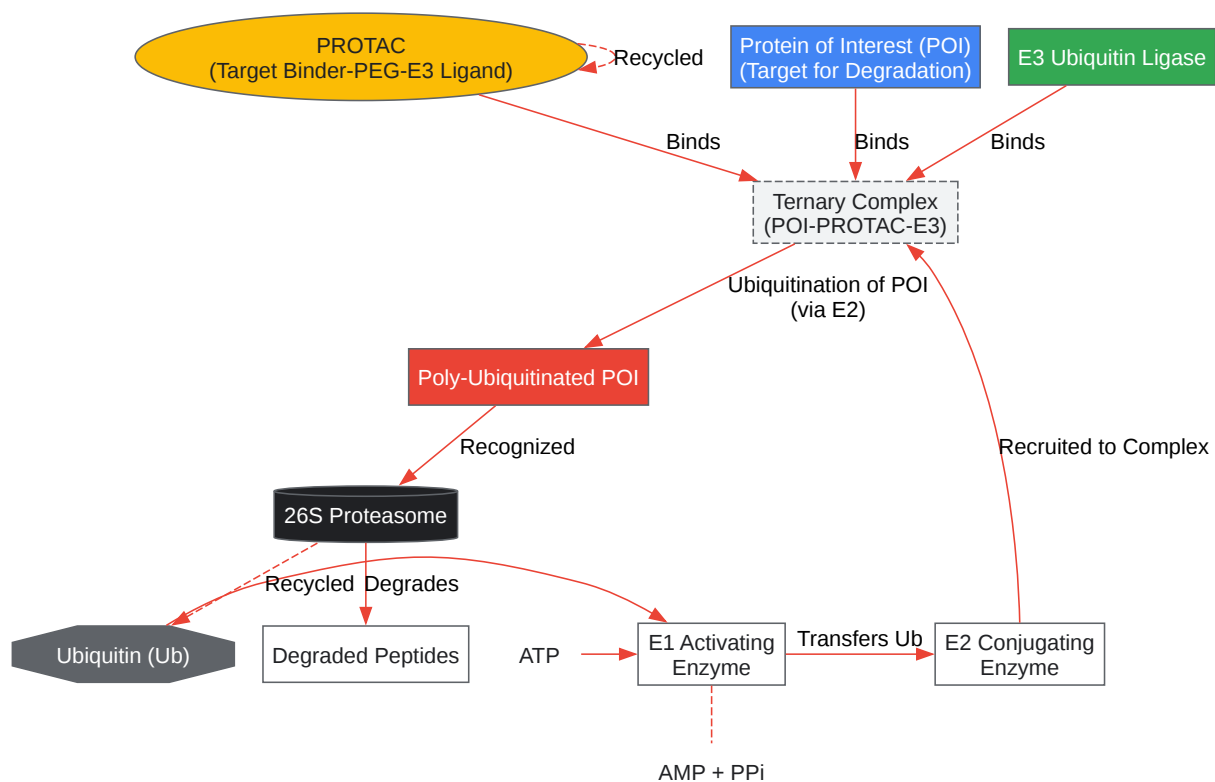 PROTAC
(Target Binder-PEG-E3 Ligand)
Recycled
Protein of Interest (POI)
(Target for Degradation)
E3 Ubiquitin Ligase
Binds
Binds
Binds
Ternary Complex
(POI-PROTAC-E3)
Ubiquitination of POI
(via E2)
Poly-Ubiquitinated POI
Recognized
Recruited to Complex
26S Proteasome
Recycled
Degrades
Ubiquitin (Ub)
Degraded Peptides
ATP
E1 Activating
Enzyme
Transfers Ub
E2 Conjugating
Enzyme
AMP + PPi